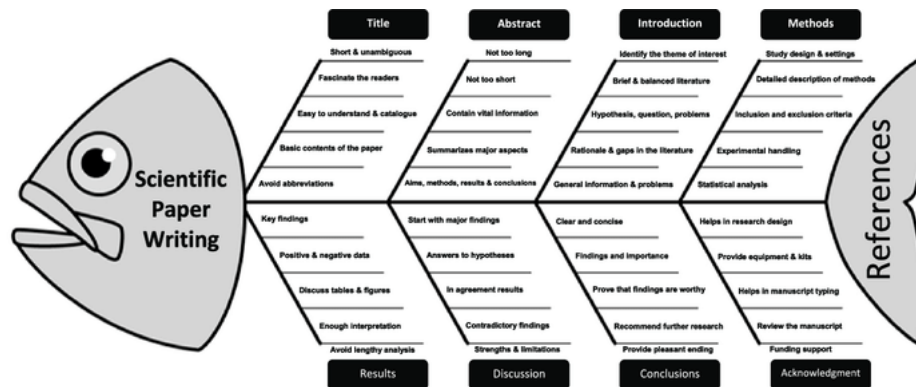 Title
Abstract
Introduction
Methods
Short & unambiguous
Fascinate the readers
Easy to understand & catalogue
Basic contents of the paper
Avoid abbreviations
Not too long
Not too short
Contain vital information
Summarizes major aspects
Aims, methods, results & conclusions
Identify the theme of interest
Brief & balanced literature
Hypothesis, question, problems
Rationale & gaps in the literature
General information & problems
Study design & settings
Detailed description of methods
Inclusion and exclusion criteria
Experimental handling
Statistical analysis
Scientific
Paper
Writing
References
Key findings
Positive & negative data
Discuss tables & figures
Enough interpretation
Avoid lengthy analysis
Start with major findings
Answers to hypotheses
In agreement results
Contradictory findings
Strengths & limitations
Clear and concise
Findings and importance
Prove that findings are worthy
Recommend further research
Provide pleasant ending
Helps in research design
Provide equipment & kits
Helps in manuscript typing
Review the manuscript
Funding support
Results
Discussion
Conclusions
Acknowledgment